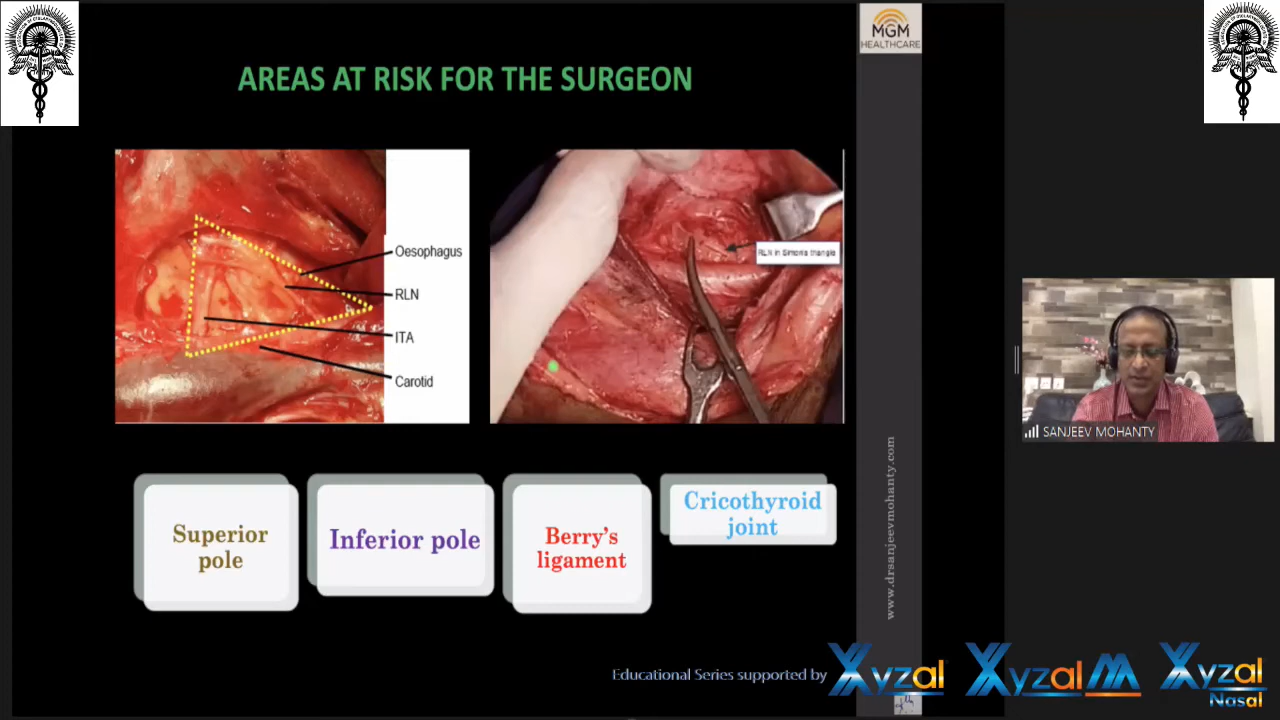 MGM
HEALTHCARE
AREAS AT RISK FOR THE SURGEON
Oesophagus
RLN
ITA
Carotid
RLN in Simons triangle
Superior
pole
Inferior pole
Berry's
ligament
Cricothyroid
joint
www.drsanjeevmohanty.com
SANJEEV MOHANTY
Educational Series supported by
Xyzal
Xyzal M
Xyzal
Nasal